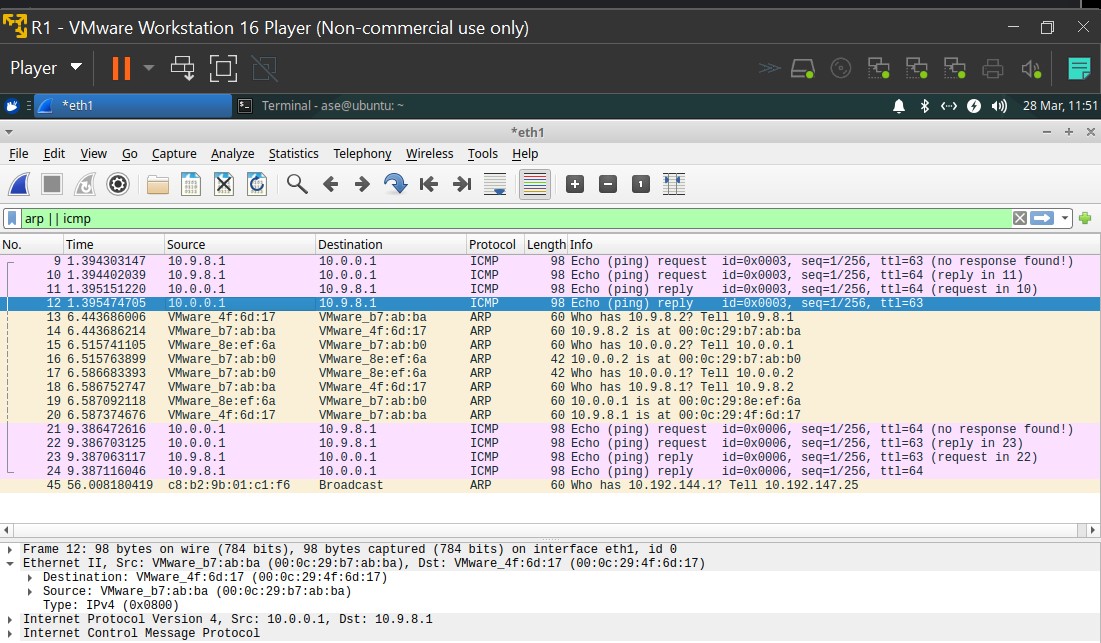 R1 - VMware Workstation 16 Player (Non-commercial use only)
Player
*eth1 Terminal - ase@ubuntu: ~ 28 Mar, 11:51
*eth1
File Edit View Go Capture Analyze Statistics Telephony Wireless Tools Help
arp || icmp
No. Time Source Destination Protocol Length Info
9 1.394303147 10.9.8.1 10.0.0.1 ICMP 98 Echo (ping) request id=0x0003, seq=1/256, ttl=63 (no response found!)
10 1.394402039 10.9.8.1 10.0.0.1 ICMP 98 Echo (ping) request id=0x0003, seq=1/256, ttl=64 (reply in 11)
11 1.395151220 10.0.0.1 10.9.8.1 ICMP 98 Echo (ping) reply id=0x0003, seq=1/256, ttl=64 (request in 10)
12 1.395474705 10.0.0.1 10.9.8.1 ICMP 98 Echo (ping) reply id=0x0003, seq=1/256, ttl=63
13 6.443686006 VMware_4f:6d:17 VMware_b7:ab:ba ARP 60 Who has 10.9.8.2? Tell 10.9.8.1
14 6.443686214 VMware_b7:ab:ba VMware_4f:6d:17 ARP 60 10.9.8.2 is at 00:0c:29:b7:ab:ba
15 6.515741105 VMware_8e:ef:6a VMware_b7:ab:b0 ARP 60 Who has 10.0.0.2? Tell 10.0.0.1
16 6.515763899 VMware_b7:ab:b0 VMware_8e:ef:6a ARP 42 10.0.0.2 is at 00:0c:29:b7:ab:b0
17 6.586683393 VMware_b7:ab:b0 VMware_8e:ef:6a ARP 42 Who has 10.0.0.1? Tell 10.0.0.2
18 6.586752747 VMware_b7:ab:ba VMware_4f:6d:17 ARP 60 Who has 10.9.8.1? Tell 10.9.8.2
19 6.587092118 VMware_8e:ef:6a VMware_b7:ab:b0 ARP 60 10.0.0.1 is at 00:0c:29:8e:ef:6a
20 6.587374676 VMware_4f:6d:17 VMware_b7:ab:ba ARP 60 10.9.8.1 is at 00:0c:29:4f:6d:17
21 9.386472616 10.0.0.1 10.9.8.1 ICMP 98 Echo (ping) request id=0x0006, seq=1/256, ttl=64 (no response found!)
22 9.386703125 10.0.0.1 10.9.8.1 ICMP 98 Echo (ping) request id=0x0006, seq=1/256, ttl=63 (reply in 23)
23 9.387063117 10.9.8.1 10.0.0.1 ICMP 98 Echo (ping) reply id=0x0006, seq=1/256, ttl=63 (request in 22)
24 9.387116046 10.9.8.1 10.0.0.1 ICMP 98 Echo (ping) reply id=0x0006, seq=1/256, ttl=64
45 56.008180419 c8:b2:9b:01:c1:f6 Broadcast ARP 60 Who has 10.192.144.1? Tell 10.192.147.25
Frame 12: 98 bytes on wire (784 bits), 98 bytes captured (784 bits) on interface eth1, id 0
Ethernet II, Src: VMware_b7:ab:ba (00:0c:29:b7:ab:ba), Dst: VMware_4f:6d:17 (00:0c:29:4f:6d:17)
Destination: VMware_4f:6d:17 (00:0c:29:4f:6d:17)
Source: VMware_b7:ab:ba (00:0c:29:b7:ab:ba)
Type: IPv4 (0x0800)
Internet Protocol Version 4, Src: 10.0.0.1, Dst: 10.9.8.1
Internet Control Message Protocol